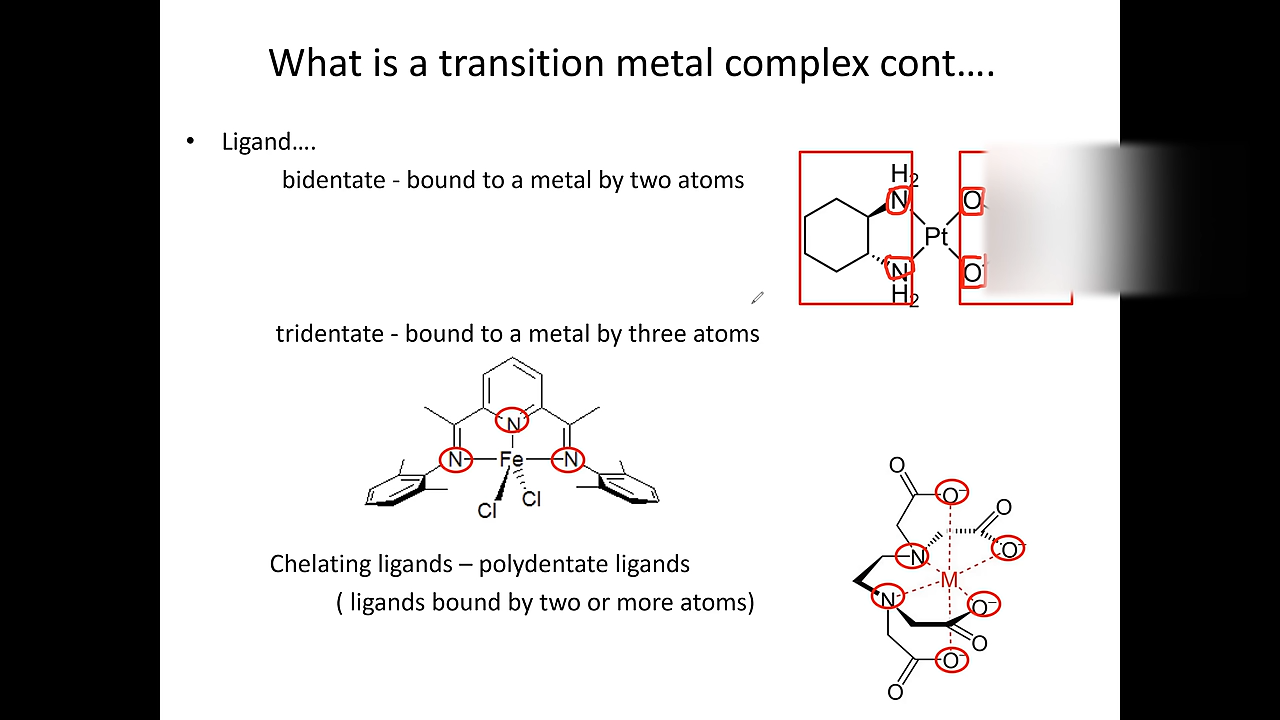 What is a transition metal complex cont....
• Ligand....
bidentate - bound to a metal by two atoms
H2
N
O
Pt
N
O
H2
tridentate - bound to a metal by three atoms
N
N Fe N
Cl Cl
Chelating ligands – polydentate ligands
( ligands bound by two or more atoms)
O
O–
O
N
O–
M
N
O–
O
O–
O